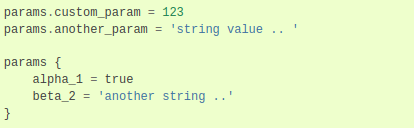 params.custom_param = 123
params.another_param = 'string value .. '

params {
    alpha_1 = true
    beta_2 = 'another string ..'
}